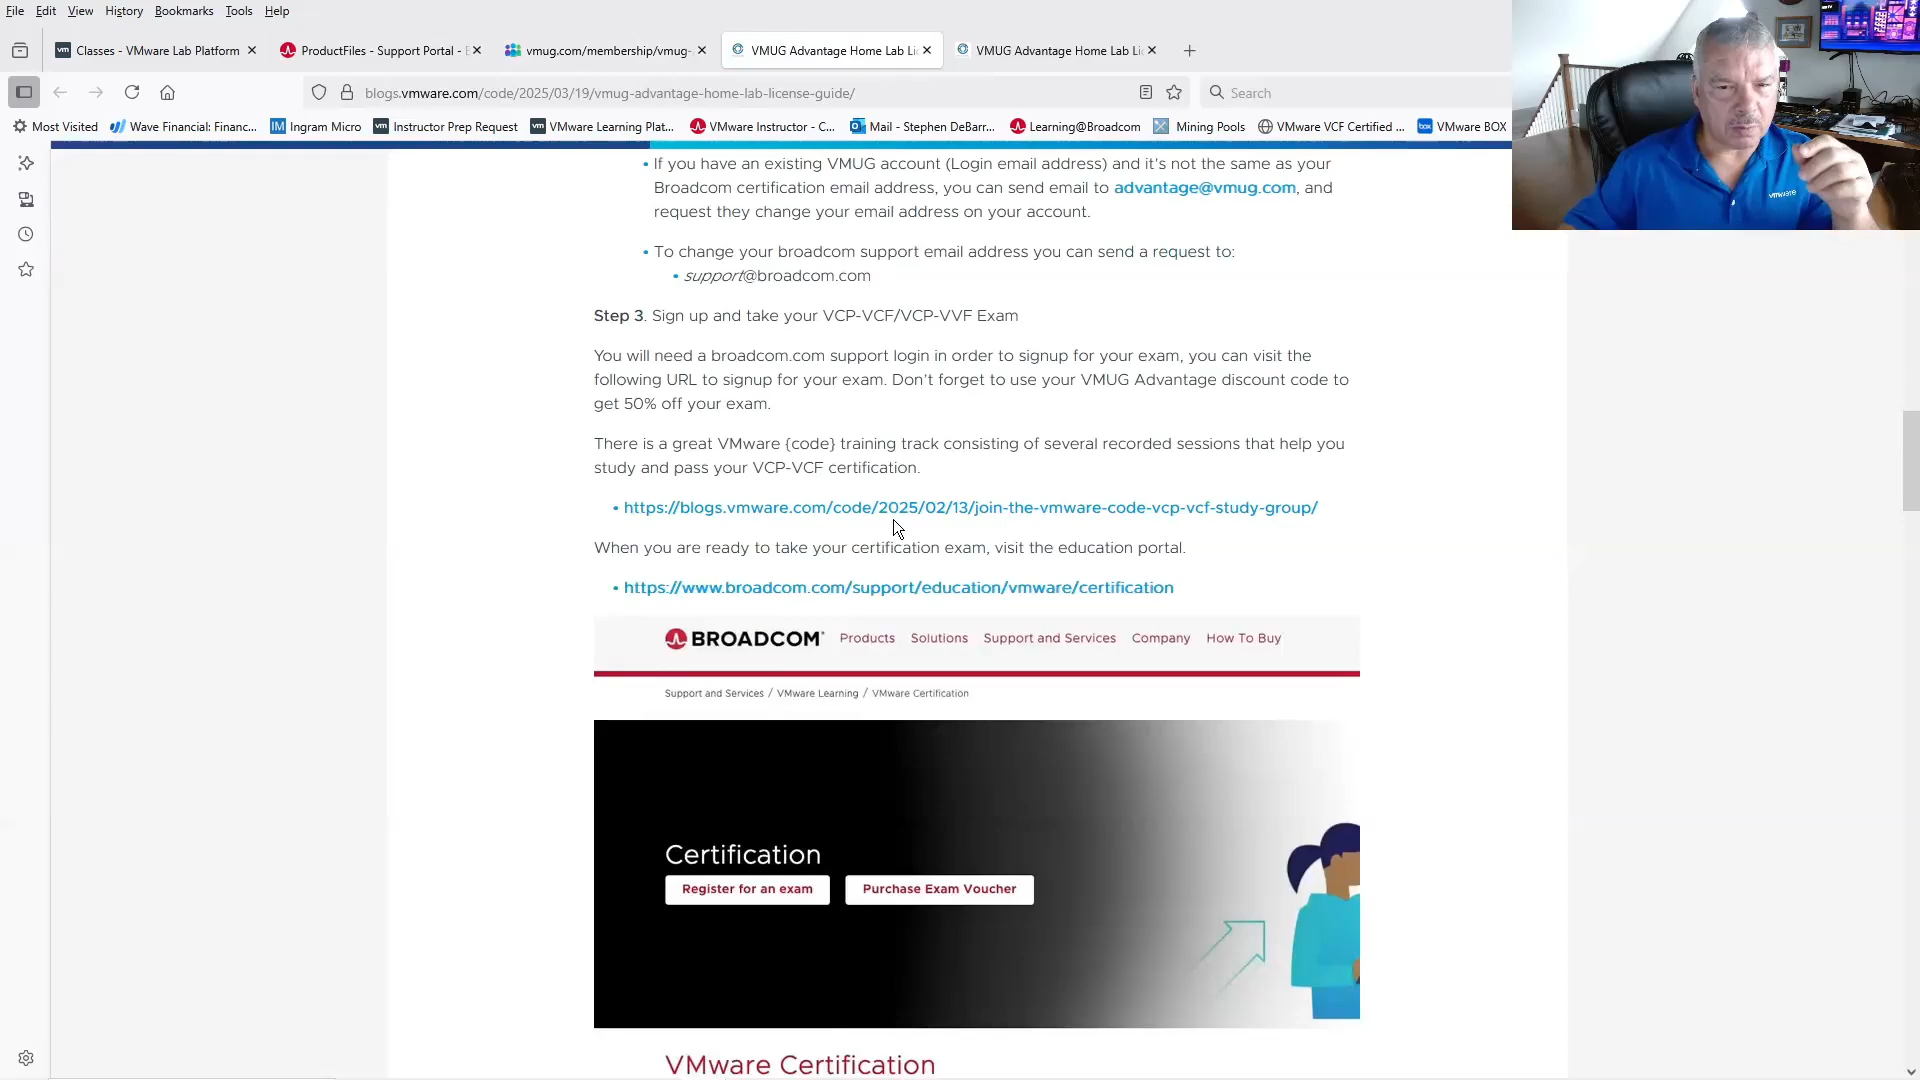 File Edit View History Bookmarks Tools Help
Classes - VMware Lab Platform
ProductFiles - Support Portal -
vmug.com/membership/vmug-
VMUG Advantage Home Lab
VMUG Advantage Home Lab
blogs.vmware.com/code/2025/03/19/vmug-advantage-home-lab-license-guide/
Search
Most Visited
Wave Financial: Financ...
Ingram Micro
Instructor Prep Request
VMware Learning Plat...
VMware Instructor - C...
Mail - Stephen DeBarr...
Learning@Broadcom
Mining Pools
VMware VCF Certified ...
VMware BOX
• If you have an existing VMUG account (Login email address) and it's not the same as your
Broadcom certification email address, you can send email to advantage@vmug.com, and
request they change your email address on your account.
• To change your broadcom support email address you can send a request to:
• support@broadcom.com
Step 3. Sign up and take your VCP-VCF/VCP-VVF Exam
You will need a broadcom.com support login in order to signup for your exam, you can visit the
following URL to signup for your exam. Don't forget to use your VMUG Advantage discount code to
get 50% off your exam.
There is a great VMware {code} training track consisting of several recorded sessions that help you
study and pass your VCP-VCF certification.
• https://blogs.vmware.com/code/2025/02/13/join-the-vmware-code-vcp-vcf-study-group/
When you are ready to take your certification exam, visit the education portal.
• https://www.broadcom.com/support/education/vmware/certification
BROADCOM® Products Solutions Support and Services Company How To Buy
Support and Services / VMware Learning / VMware Certification
Certification
Register for an exam Purchase Exam Voucher
VMware Certification
vmware